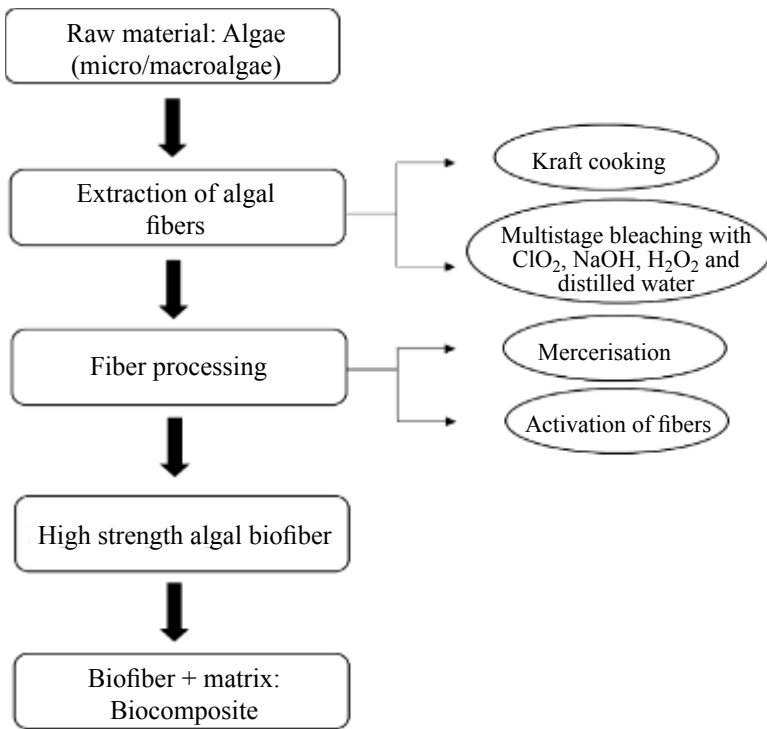 Raw material: Algae
(micro/macroalgae)
Extraction of algal
fibers
Kraft cooking
Multistage bleaching with
ClO₂, NaOH, H₂O₂ and
distilled water
Fiber processing
Mercerisation
Activation of fibers
High strength algal biofiber
Biofiber + matrix:
Biocomposite